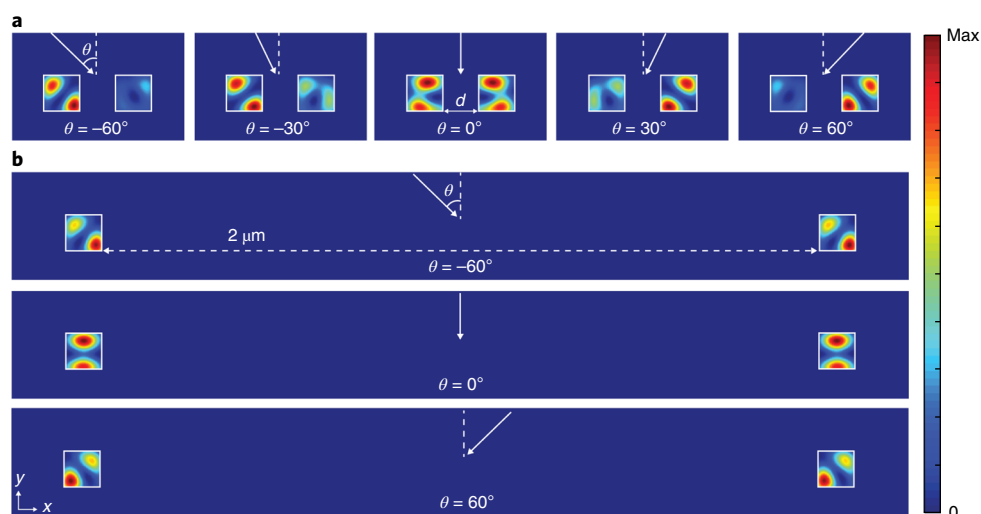 a
Max
θ
d
θ = –60°
θ = –30°
θ = 0°
θ = 30°
θ = 60°
b
θ
2 μm
θ = –60°
θ = 0°
θ = 60°
y
x
0